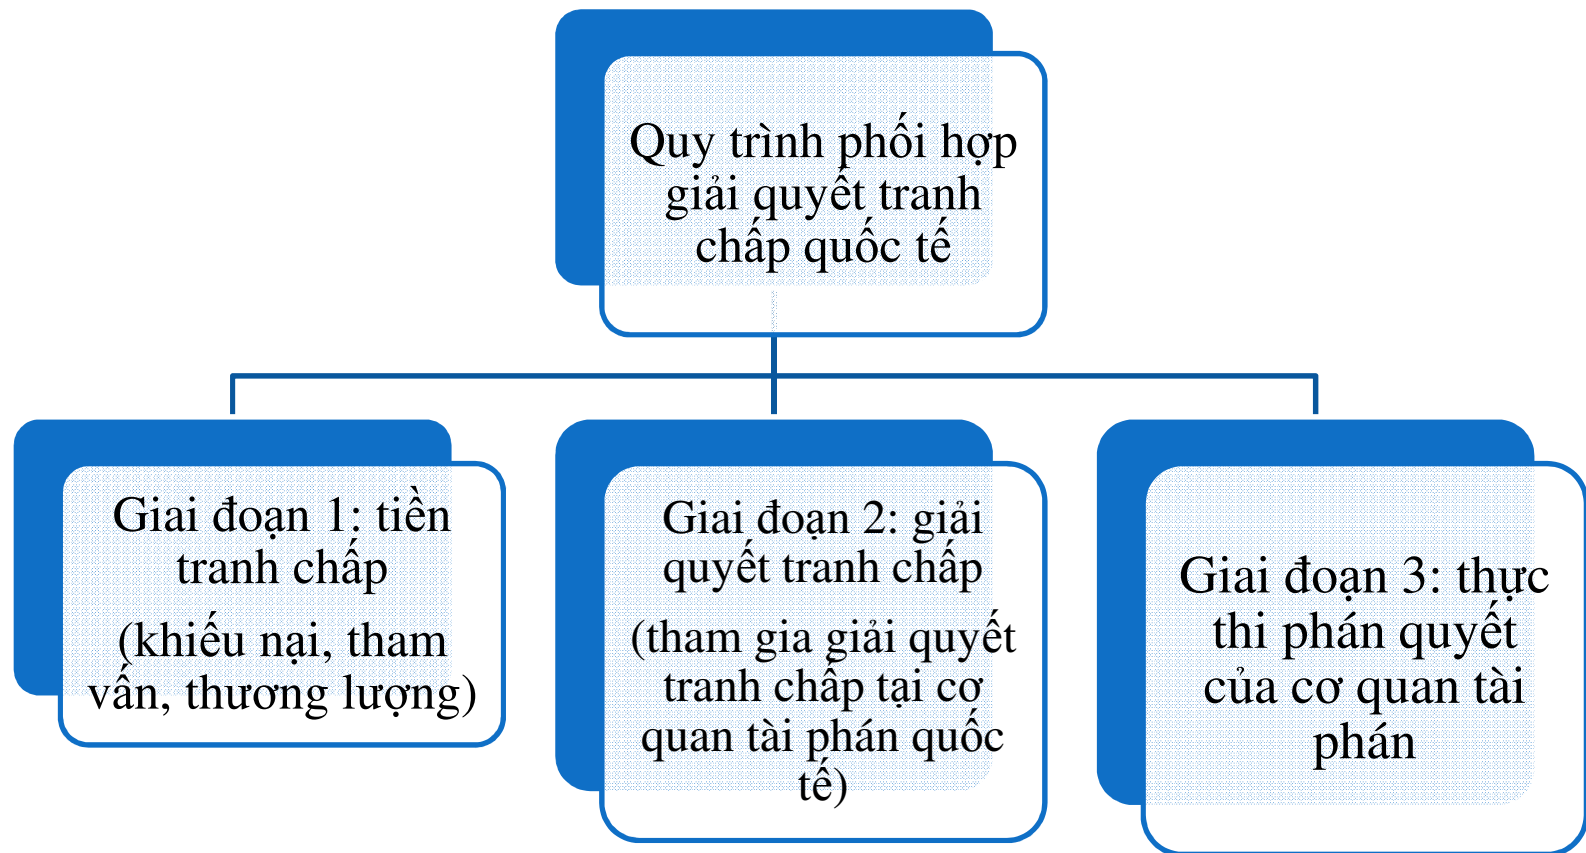 Quy trình phối hợp
giải quyết tranh
chấp quốc tế
Giai đoạn 1: tiền
tranh chấp
(khiếu nại, tham
vấn, thương lượng)
Giai đoạn 2: giải
quyết tranh chấp
(tham gia giải quyết
tranh chấp tại cơ
quan tài phán quốc
tế)
Giai đoạn 3: thực
thi phán quyết
của cơ quan tài
phán